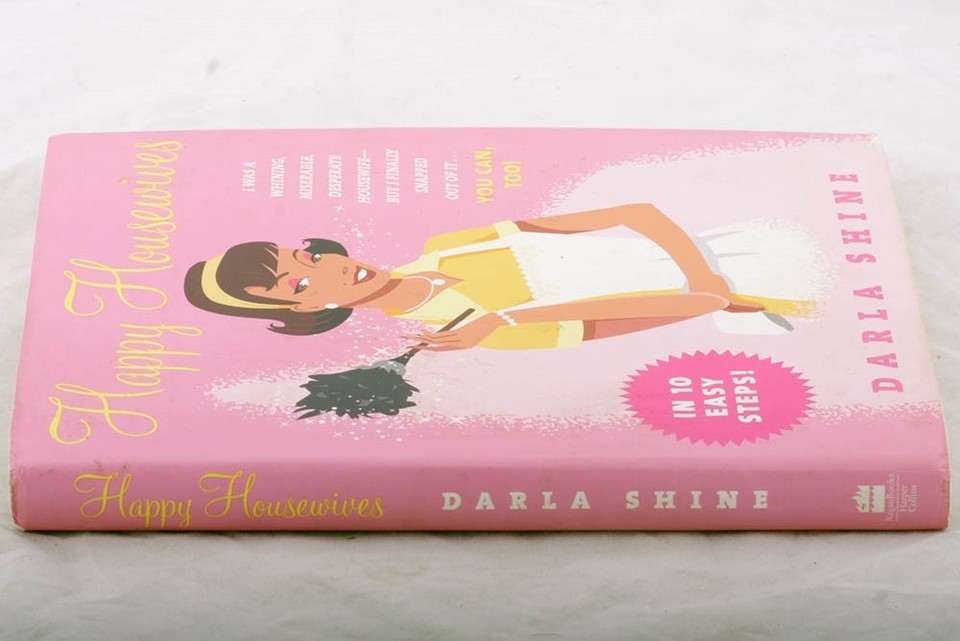 Happy Housewives
I WAS A
WHINING,
MISERABLE,
DESPERATE
HOUSEWIFE—
BUT I FINALLY
SNAPPED
OUT OF IT...
YOU CAN,
TOO!
IN 10
EASY
STEPS!
DARLA SHINE
Happy Housewives
DARLA SHINE
ReganBooks
Harper
Collins